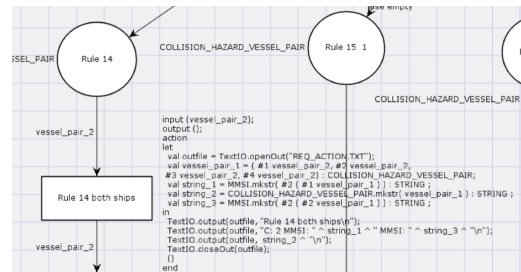 use empty
SSEL_PAIR
Rule 14
COLLISION_HAZARD_VESSEL_PAIR
Rule 15 1
COLLISION_HAZARD_VESSEL_PAIR
vessel_pair_2
input (vessel_pair_2);
output ();
action
let
val outfile = TextIO.openOut("REQ_ACTION.TXT");
val vessel_pair_1 = ( #1 vessel_pair_2, #2 vessel_pair_2,
#3 vessel_pair_2, #4 vessel_pair_2) : COLLISION_HAZARD_VESSEL_PAIR;
val string_1 = MMSI.mkstr( #2 ( #1 vessel_pair_1 ) ) : STRING ;
val string_2 = COLLISION_HAZARD_VESSEL_PAIR.mkstr( vessel_pair_1 ) : STRING ;
val string_3 = MMSI.mkstr( #2 ( #2 vessel_pair_1 ) ) : STRING ;
in
TextIO.output(outfile, "Rule 14 both ships\n");
TextIO.output(outfile, "C: 2 MMSI: " ^ string_1 ^ " MMSI: " ^ string_3 ^ "\n");
TextIO.output(outfile, string_2 ^ "\n");
TextIO.closeOut(outfile);
()
end
Rule 14 both ships
vessel_pair_2